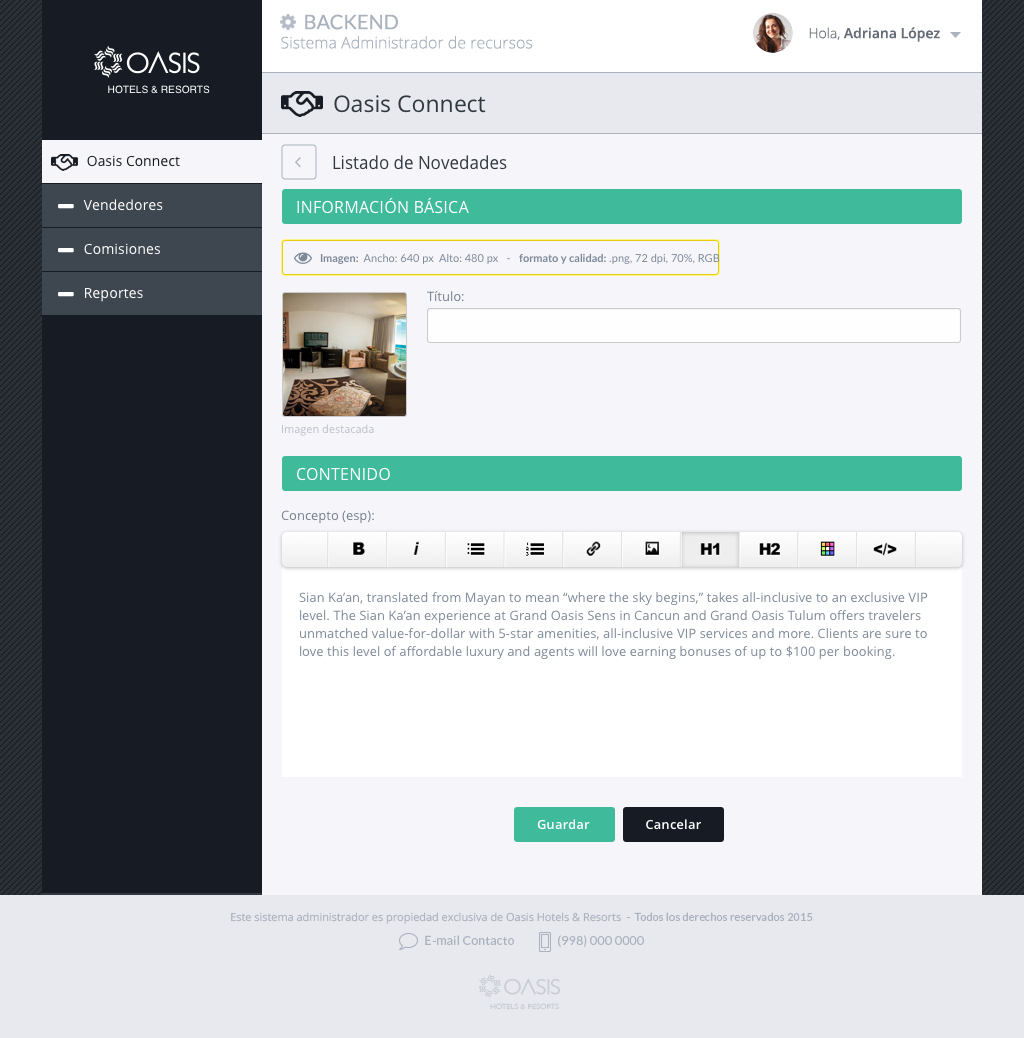 OASIS
HOTELS & RESORTS
BACKEND
Sistema Administrador de recursos
Hola, Adriana López
Oasis Connect
Oasis Connect
Vendedores
Comisiones
Reportes
Listado de Novedades
INFORMACIÓN BÁSICA
Imagen: Ancho: 640 px Alto: 480 px - formato y calidad: .png, 72 dpi, 70%, RGB
Título:
Imagen destacada
CONTENIDO
Concepto (esp):
B i H1 H2 </>
Sian Ka’an, translated from Mayan to mean “where the sky begins,” takes all-inclusive to an exclusive VIP
level. The Sian Ka’an experience at Grand Oasis Sens in Cancun and Grand Oasis Tulum offers travelers
unmatched value-for-dollar with 5-star amenities, all-inclusive VIP services and more. Clients are sure to
love this level of affordable luxury and agents will love earning bonuses of up to $100 per booking.
Guardar Cancelar
Este sistema administrador es propiedad exclusiva de Oasis Hotels & Resorts - Todos los derechos reservados 2015
E-mail Contacto (998) 000 0000
OASIS
HOTELS & RESORTS